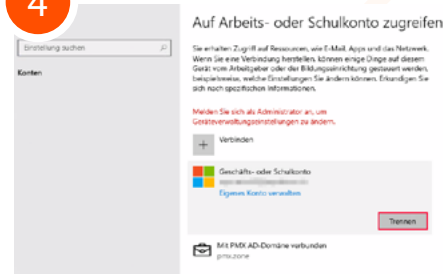 4
Auf Arbeits- oder Schulkonto zugreifen
Einstellung suchen
Konten
Sie erhalten Zugriff auf Ressourcen, wie E-Mail, Apps und das Netzwerk.
Wenn Sie eine Verbindung herstellen, können einige Dinge auf diesem
Gerät vom Arbeitgeber oder der Bildungseinrichtung gesteuert werden,
beispielsweise, welche Einstellungen Sie ändern können. Erkundigen Sie
sich nach spezifischen Informationen.
Melden Sie sich als Administrator an, um
Geräteverwaltungseinstellungen zu ändern.
Verbinden
Geschäfts- oder Schulkonto
Eigenes Konto verwalten
Trennen
Mit PMX AD-Domäne verbunden
pmx.zone